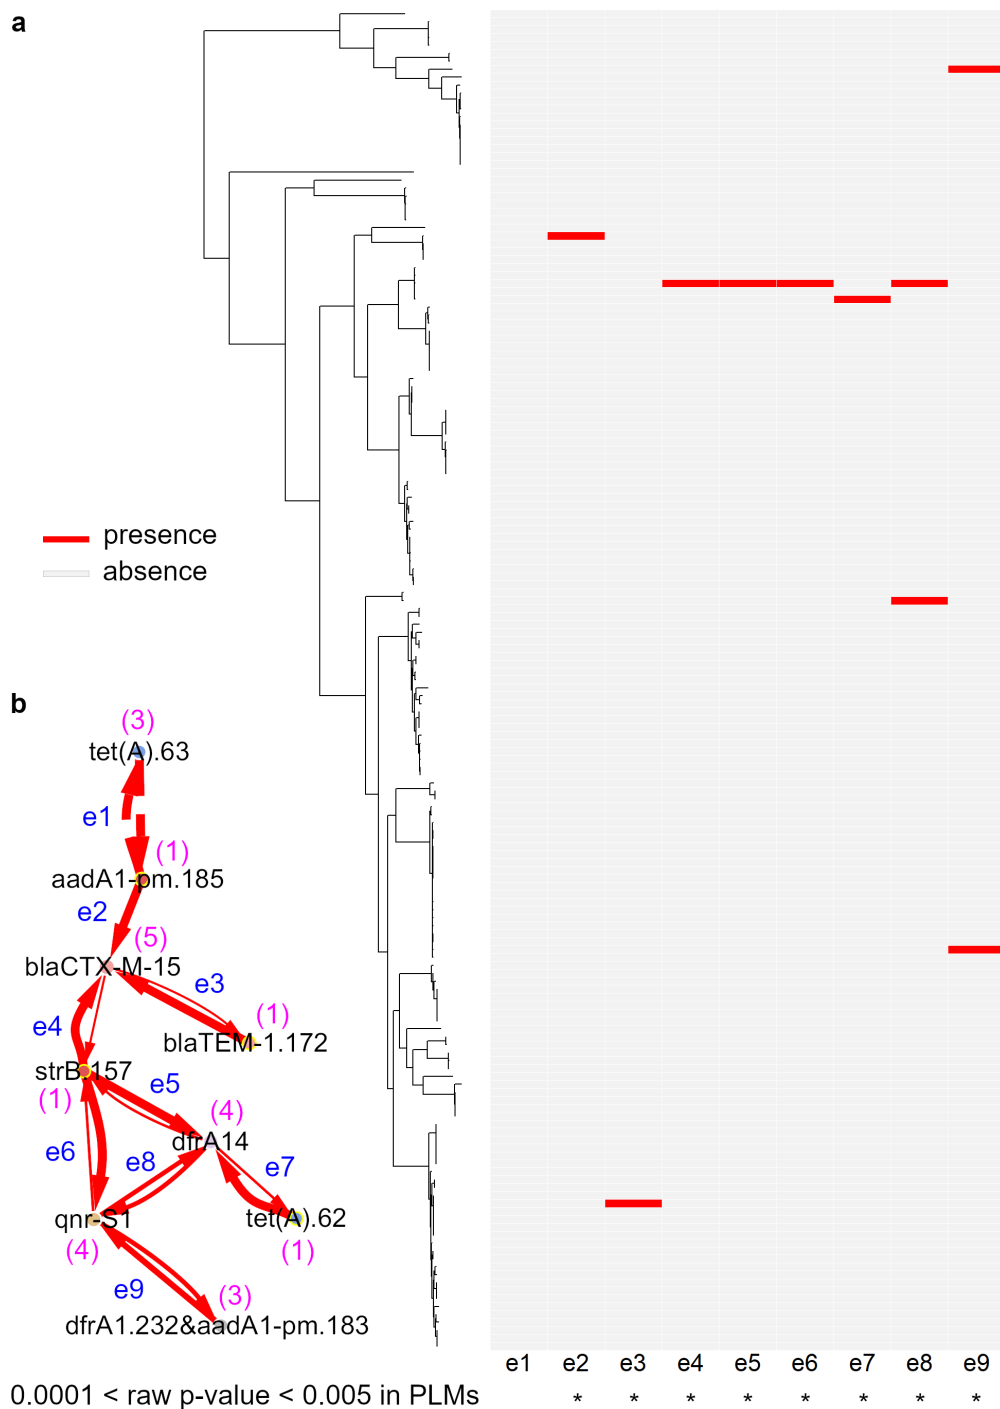 a
presence
absence
b
(3)
tet(A).63
e1
(1)
aadA1-pm.185
e2
(5)
blaCTX-M-15
e3
(1)
blaTEM-1.172
e4
strB.157
(1)
e5
(4)
dfrA14
e6
e8
e7
qnr-S1
(4)
tet(A).62
(1)
e9
(3)
dfrA1.232&aadA1-pm.183
e1 e2 e3 e4 e5 e6 e7 e8 e9
0.0001 < raw p-value < 0.005 in PLMs * * * * * * * *